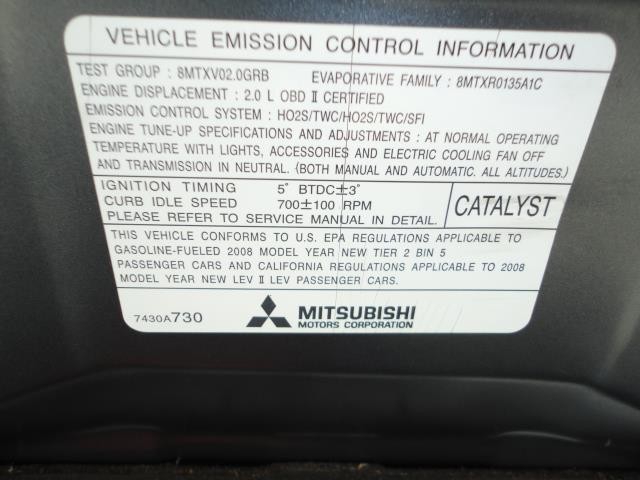 VEHICLE EMISSION CONTROL INFORMATION
TEST GROUP : 8MTXV02.0GRB EVAPORATIVE FAMILY : 8MTXR0135A1C
ENGINE DISPLACEMENT : 2.0 L OBD Ⅱ CERTIFIED
EMISSION CONTROL SYSTEM : HO2S/TWC/HO2S/TWC/SFI
ENGINE TUNE-UP SPECIFICATIONS AND ADJUSTMENTS : AT NORMAL OPERATING
TEMPERATURE WITH LIGHTS, ACCESSORIES AND ELECTRIC COOLING FAN OFF
AND TRANSMISSION IN NEUTRAL. (BOTH MANUAL AND AUTOMATIC. ALL ALTITUDES.)
IGNITION TIMING 5° BTDC±3°
CURB IDLE SPEED 700±100 RPM
PLEASE REFER TO SERVICE MANUAL IN DETAIL.
CATALYST
THIS VEHICLE CONFORMS TO U.S. EPA REGULATIONS APPLICABLE TO
GASOLINE-FUELED 2008 MODEL YEAR NEW TIER 2 BIN 5
PASSENGER CARS AND CALIFORNIA REGULATIONS APPLICABLE TO 2008
MODEL YEAR NEW LEV Ⅱ LEV PASSENGER CARS.
7430A730
MITSUBISHI
MOTORS CORPORATION